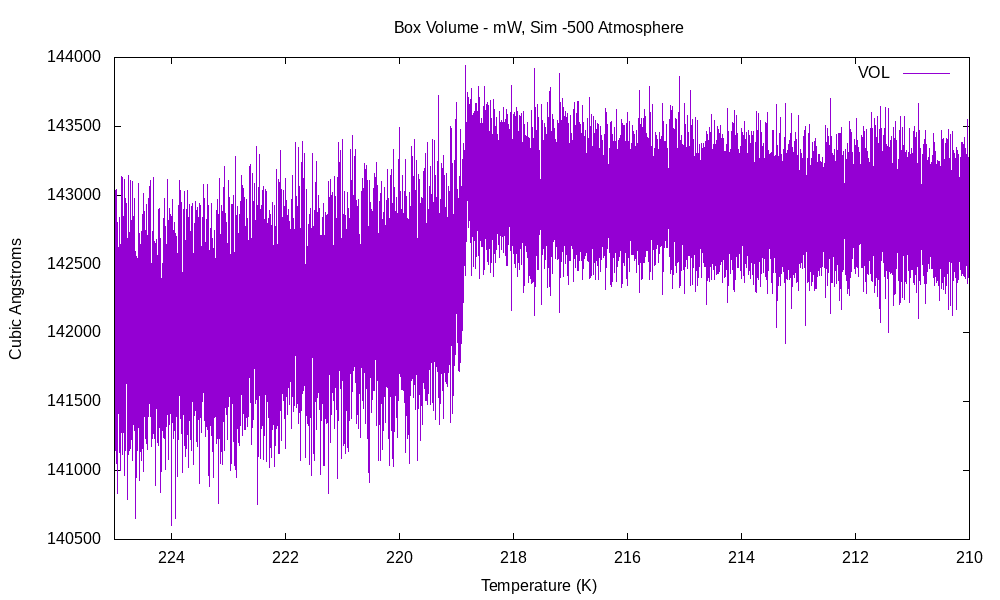 Box Volume - mW, Sim -500 Atmosphere
VOL
144000
143500
143000
142500
142000
141500
141000
140500
Cubic Angstroms
224 222 220 218 216 214 212 210
Temperature (K)